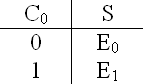 C₀ S
0 E₀
1 E₁